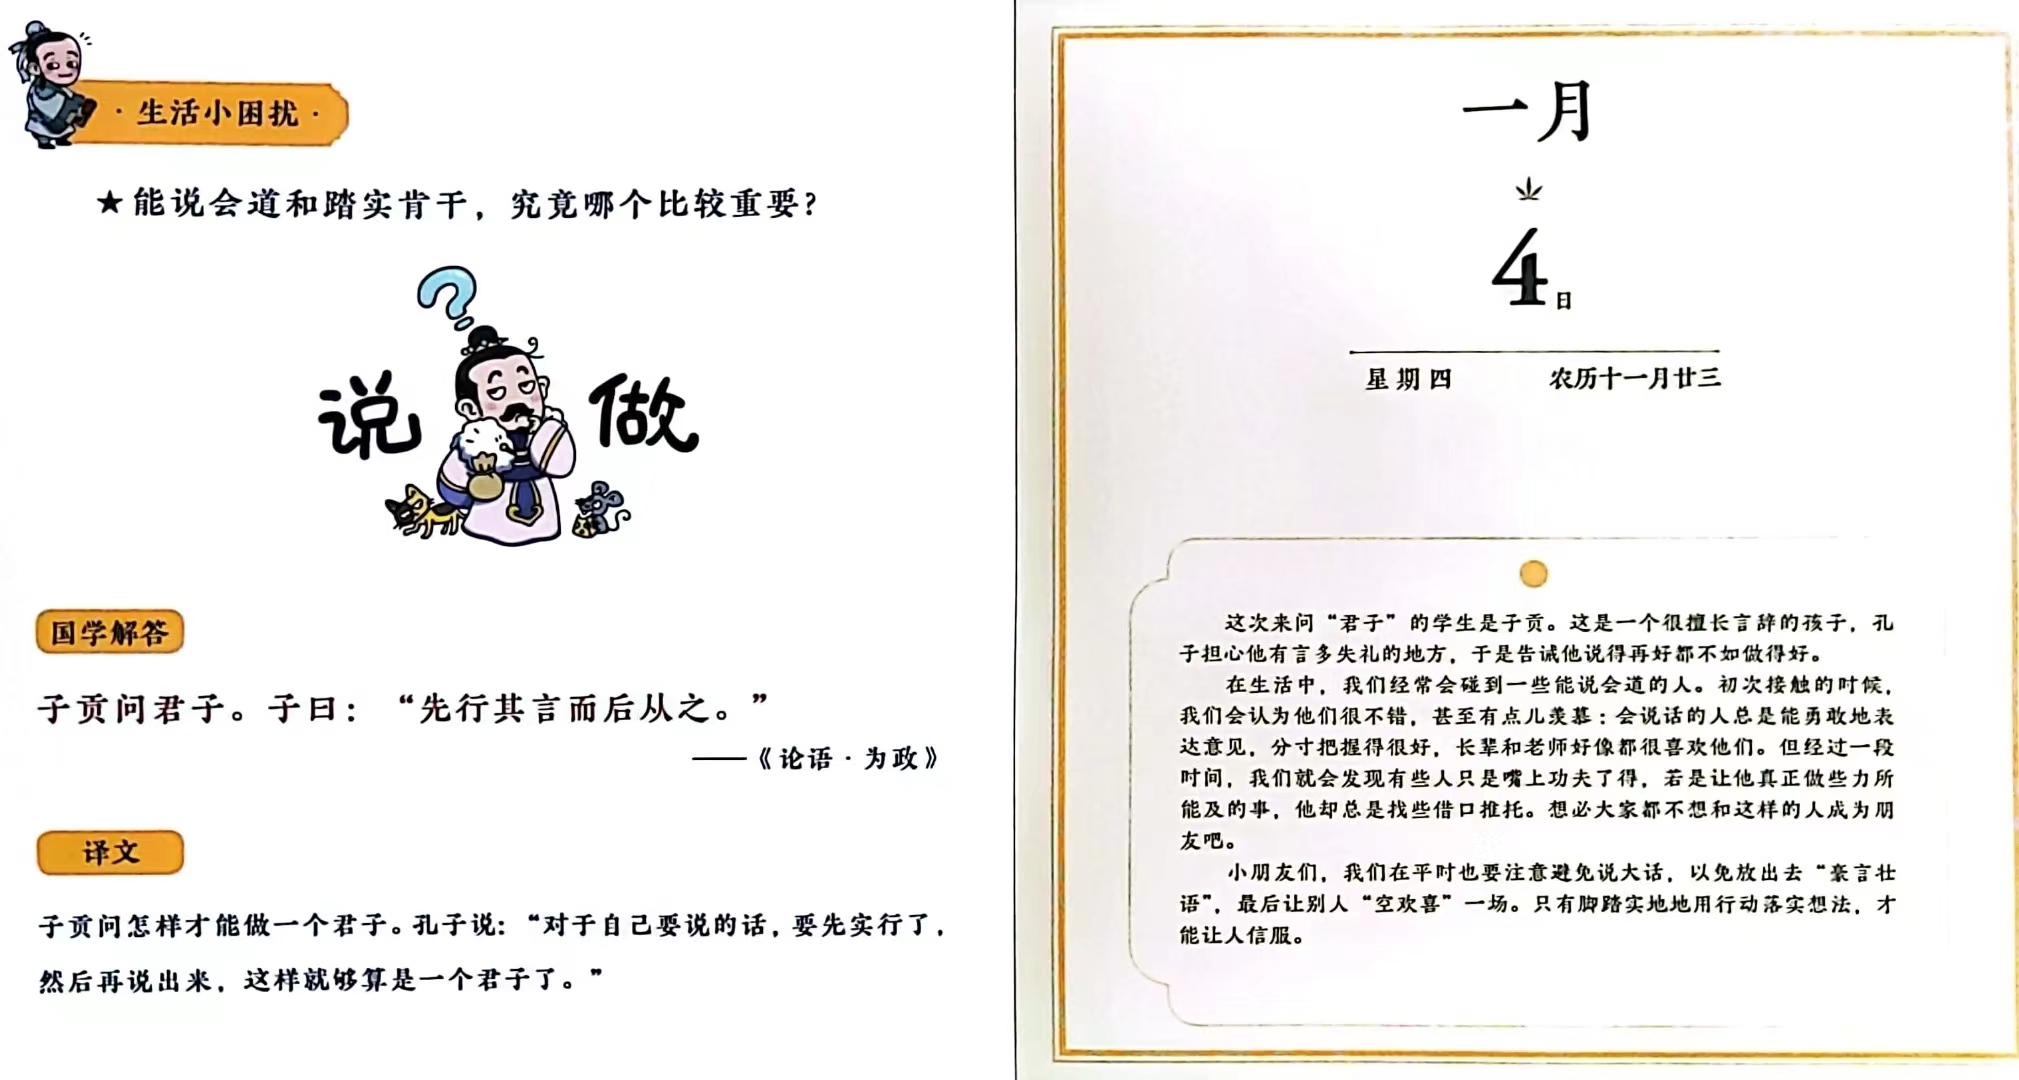 ·生活小困扰·
★能说会道和踏实肯干，究竟哪个比较重要？
?
说 做
国学解答
子贡问君子。子曰：“先行其言而后从之。”
——《论语·为政》
译文
子贡问怎样才能做一个君子。孔子说：“对于自己要说的话，要先实行了，
然后再说出来，这样就够算是一个君子了。”
一月
4日
星期四 农历十一月廿三
这次来问“君子”的学生是子贡。这是一个很擅长言辞的孩子，孔
子担心他有言多失礼的地方，于是告诫他说得再好都不如做得好。
在生活中，我们经常会碰到一些能说会道的人。初次接触的时候，
我们会认为他们很不错，甚至有点儿羡慕：会说话的人总是能勇敢地表
达意见，分寸把握得很好，长辈和老师好像都很喜欢他们。但经过一段
时间，我们就会发现有些人只是嘴上功夫了得，若是让他真正做些力所
能及的事，他却总是找些借口推托。想必大家都不想和这样的人成为朋
友吧。
小朋友们，我们在平时也要注意避免说大话，以免放出去“豪言壮
语”，最后让别人“空欢喜”一场。只有脚踏实地地用行动落实想法，才
能让人信服。